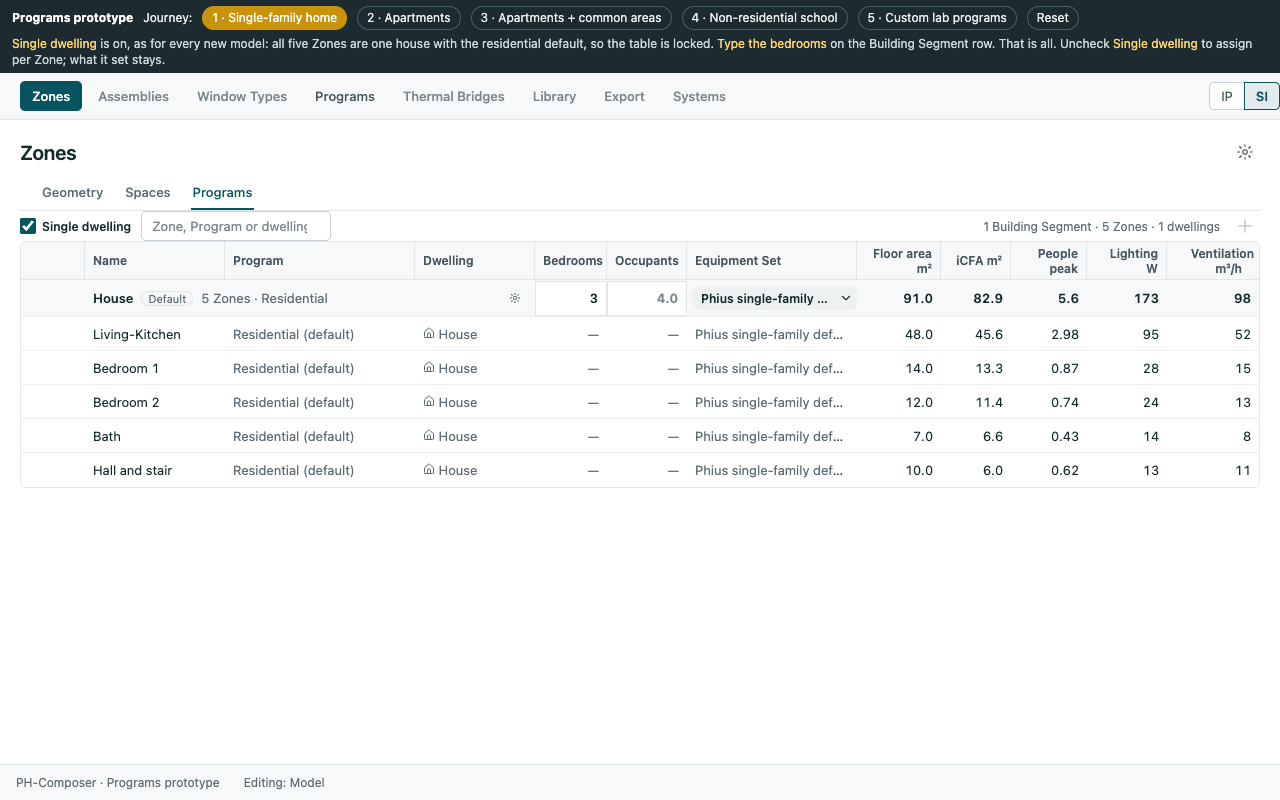 Programs prototype Journey: 1 · Single-family home 2 · Apartments 3 · Apartments + common areas 4 · Non-residential school 5 · Custom lab programs Reset
Single dwelling is on, as for every new model: all five Zones are one house with the residential default, so the table is locked. Type the bedrooms on the Building Segment row. That is all. Uncheck Single dwelling to assign
per Zone; what it set stays.
Zones Assemblies Window Types Programs Thermal Bridges Library Export Systems IP SI
Zones
Geometry Spaces Programs
Single dwelling Zone, Program or dwelling 1 Building Segment · 5 Zones · 1 dwellings
Name Program Dwelling Bedrooms Occupants Equipment Set Floor area m² iCFA m² People peak Lighting W Ventilation m³/h
House Default 5 Zones · Residential 3 4.0 Phius single-family ... 91.0 82.9 5.6 173 98
Living-Kitchen Residential (default) House — — Phius single-family def... 48.0 45.6 2.98 95 52
Bedroom 1 Residential (default) House — — Phius single-family def... 14.0 13.3 0.87 28 15
Bedroom 2 Residential (default) House — — Phius single-family def... 12.0 11.4 0.74 24 13
Bath Residential (default) House — — Phius single-family def... 7.0 6.6 0.43 14 8
Hall and stair Residential (default) House — — Phius single-family def... 10.0 6.0 0.62 13 11
PH-Composer · Programs prototype Editing: Model